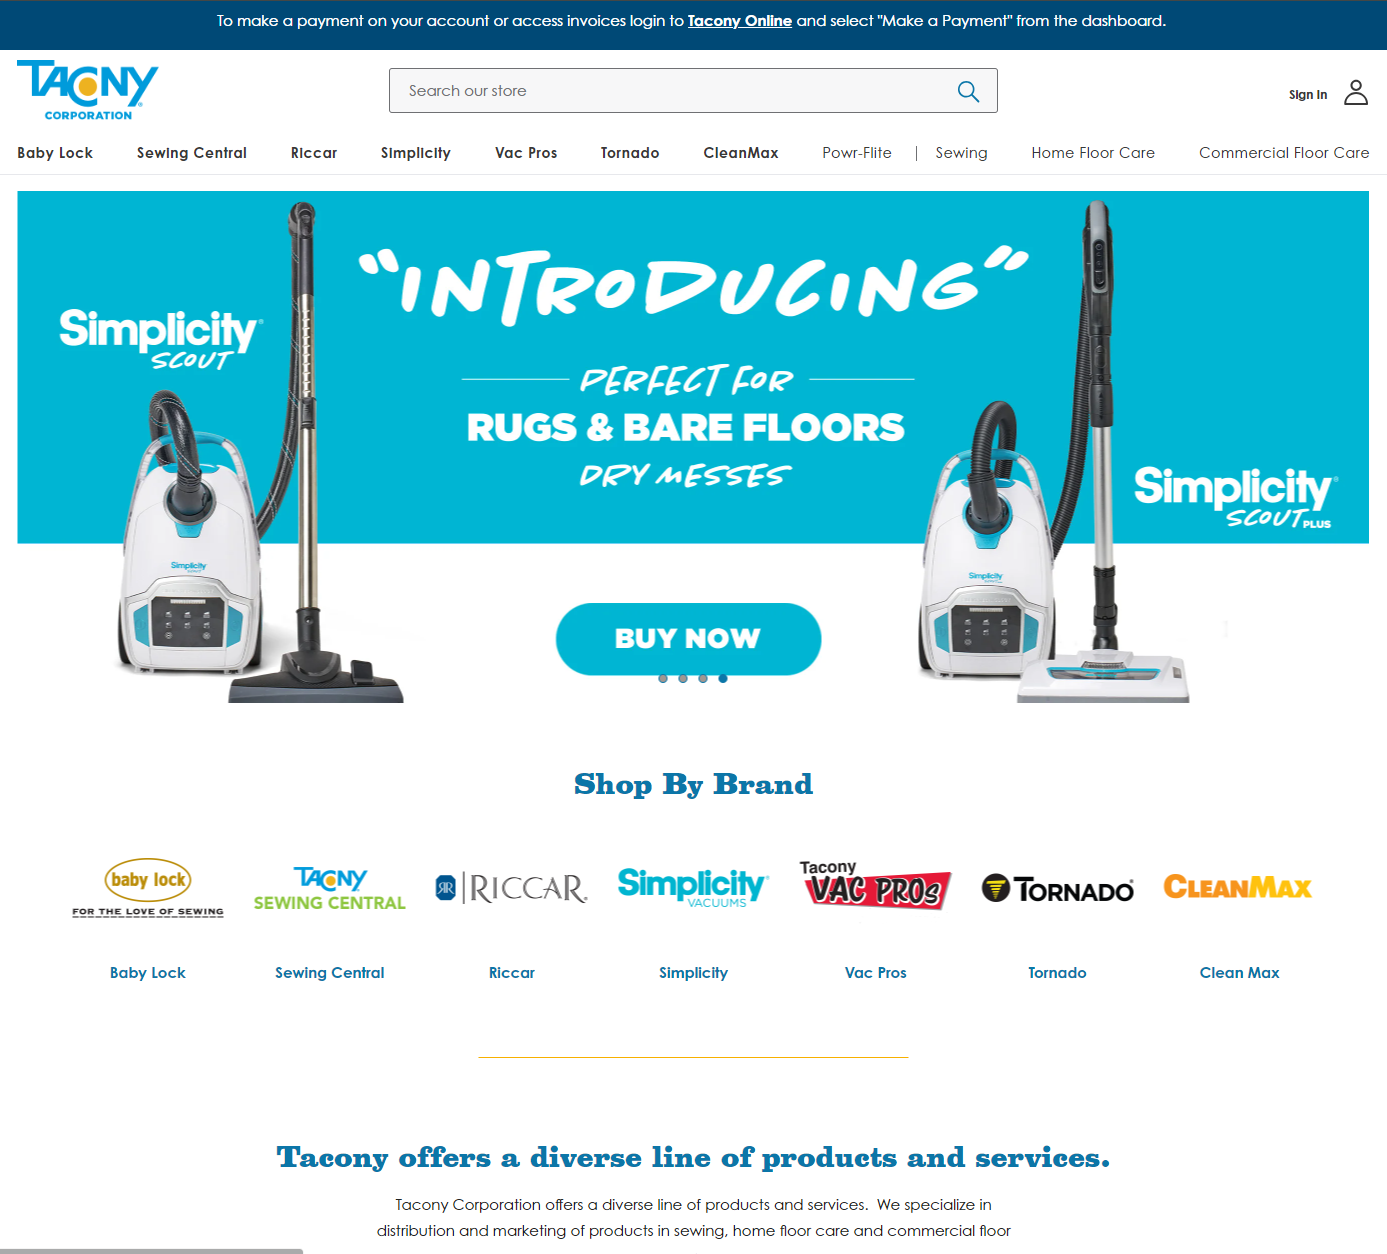 To make a payment on your account or access invoices login to Tacony Online and select "Make a Payment" from the dashboard.
TACONY
CORPORATION
Search our store
Sign In
Baby Lock Sewing Central Riccar Simplicity Vac Pros Tornado CleanMax Powr-Flite | Sewing Home Floor Care Commercial Floor Care
"INTRODUCING"
Simplicity
SCOUT
PERFECT FOR
RUGS & BARE FLOORS
DRY MESSES
Simplicity
SCOUT PLUS
Simplicity
Simplicity
BUY NOW
Shop By Brand
baby lock
FOR THE LOVE OF SEWING
TACONY
SEWING CENTRAL
RICCAR
Simplicity
VACUUMS
Tacony
VAC PROS
TORNADO
CLEANMAX
Baby Lock Sewing Central Riccar Simplicity Vac Pros Tornado Clean Max
Tacony offers a diverse line of products and services.
Tacony Corporation offers a diverse line of products and services. We specialize in
distribution and marketing of products in sewing, home floor care and commercial floor